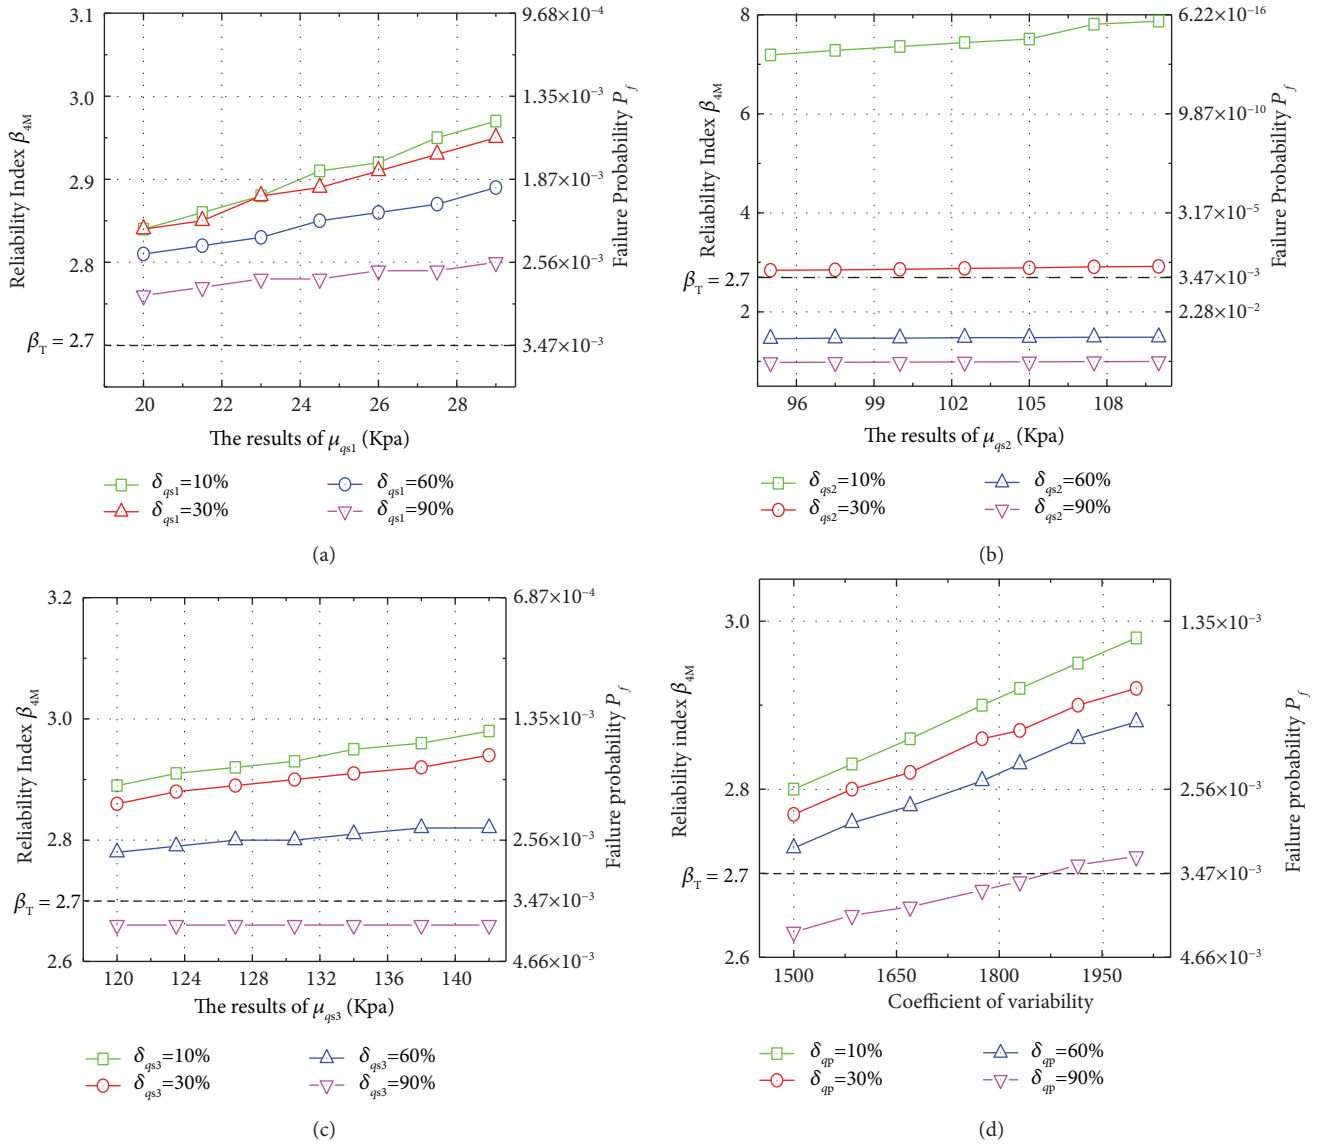 3.1
3.0
2.9
2.8
β_T = 2.7
Reliability Index β_4M
9.68×10⁻⁴
1.35×10⁻³
1.87×10⁻³
2.56×10⁻³
3.47×10⁻³
Failure Probability P_f
20 22 24 26 28
The results of μ_qs1 (Kpa)
δ_qs1=10% δ_qs1=60%
δ_qs1=30% δ_qs1=90%
(a)
8
6
4
β_T = 2.7
2
Reliability Index β_4M
6.22×10⁻¹⁶
9.87×10⁻¹⁰
3.17×10⁻⁵
3.47×10⁻³
2.28×10⁻²
Failure Probability P_f
96 99 102 105 108
The results of μ_qs2 (Kpa)
δ_qs2=10% δ_qs2=60%
δ_qs2=30% δ_qs2=90%
(b)
3.2
3.0
2.8
β_T = 2.7
2.6
Reliability Index β_4M
6.87×10⁻⁴
1.35×10⁻³
2.56×10⁻³
3.47×10⁻³
4.66×10⁻³
Failure probability P_f
120 124 128 132 136 140
The results of μ_qs3 (Kpa)
δ_qs3=10% δ_qs3=60%
δ_qs3=30% δ_qs3=90%
(c)
3.0
2.8
β_T = 2.7
2.6
Reliability index β_4M
1.35×10⁻³
2.56×10⁻³
3.47×10⁻³
4.66×10⁻³
Failure probability P_f
1500 1650 1800 1950
Coefficient of variability
δ_qp=10% δ_qp=60%
δ_qp=30% δ_qp=90%
(d)